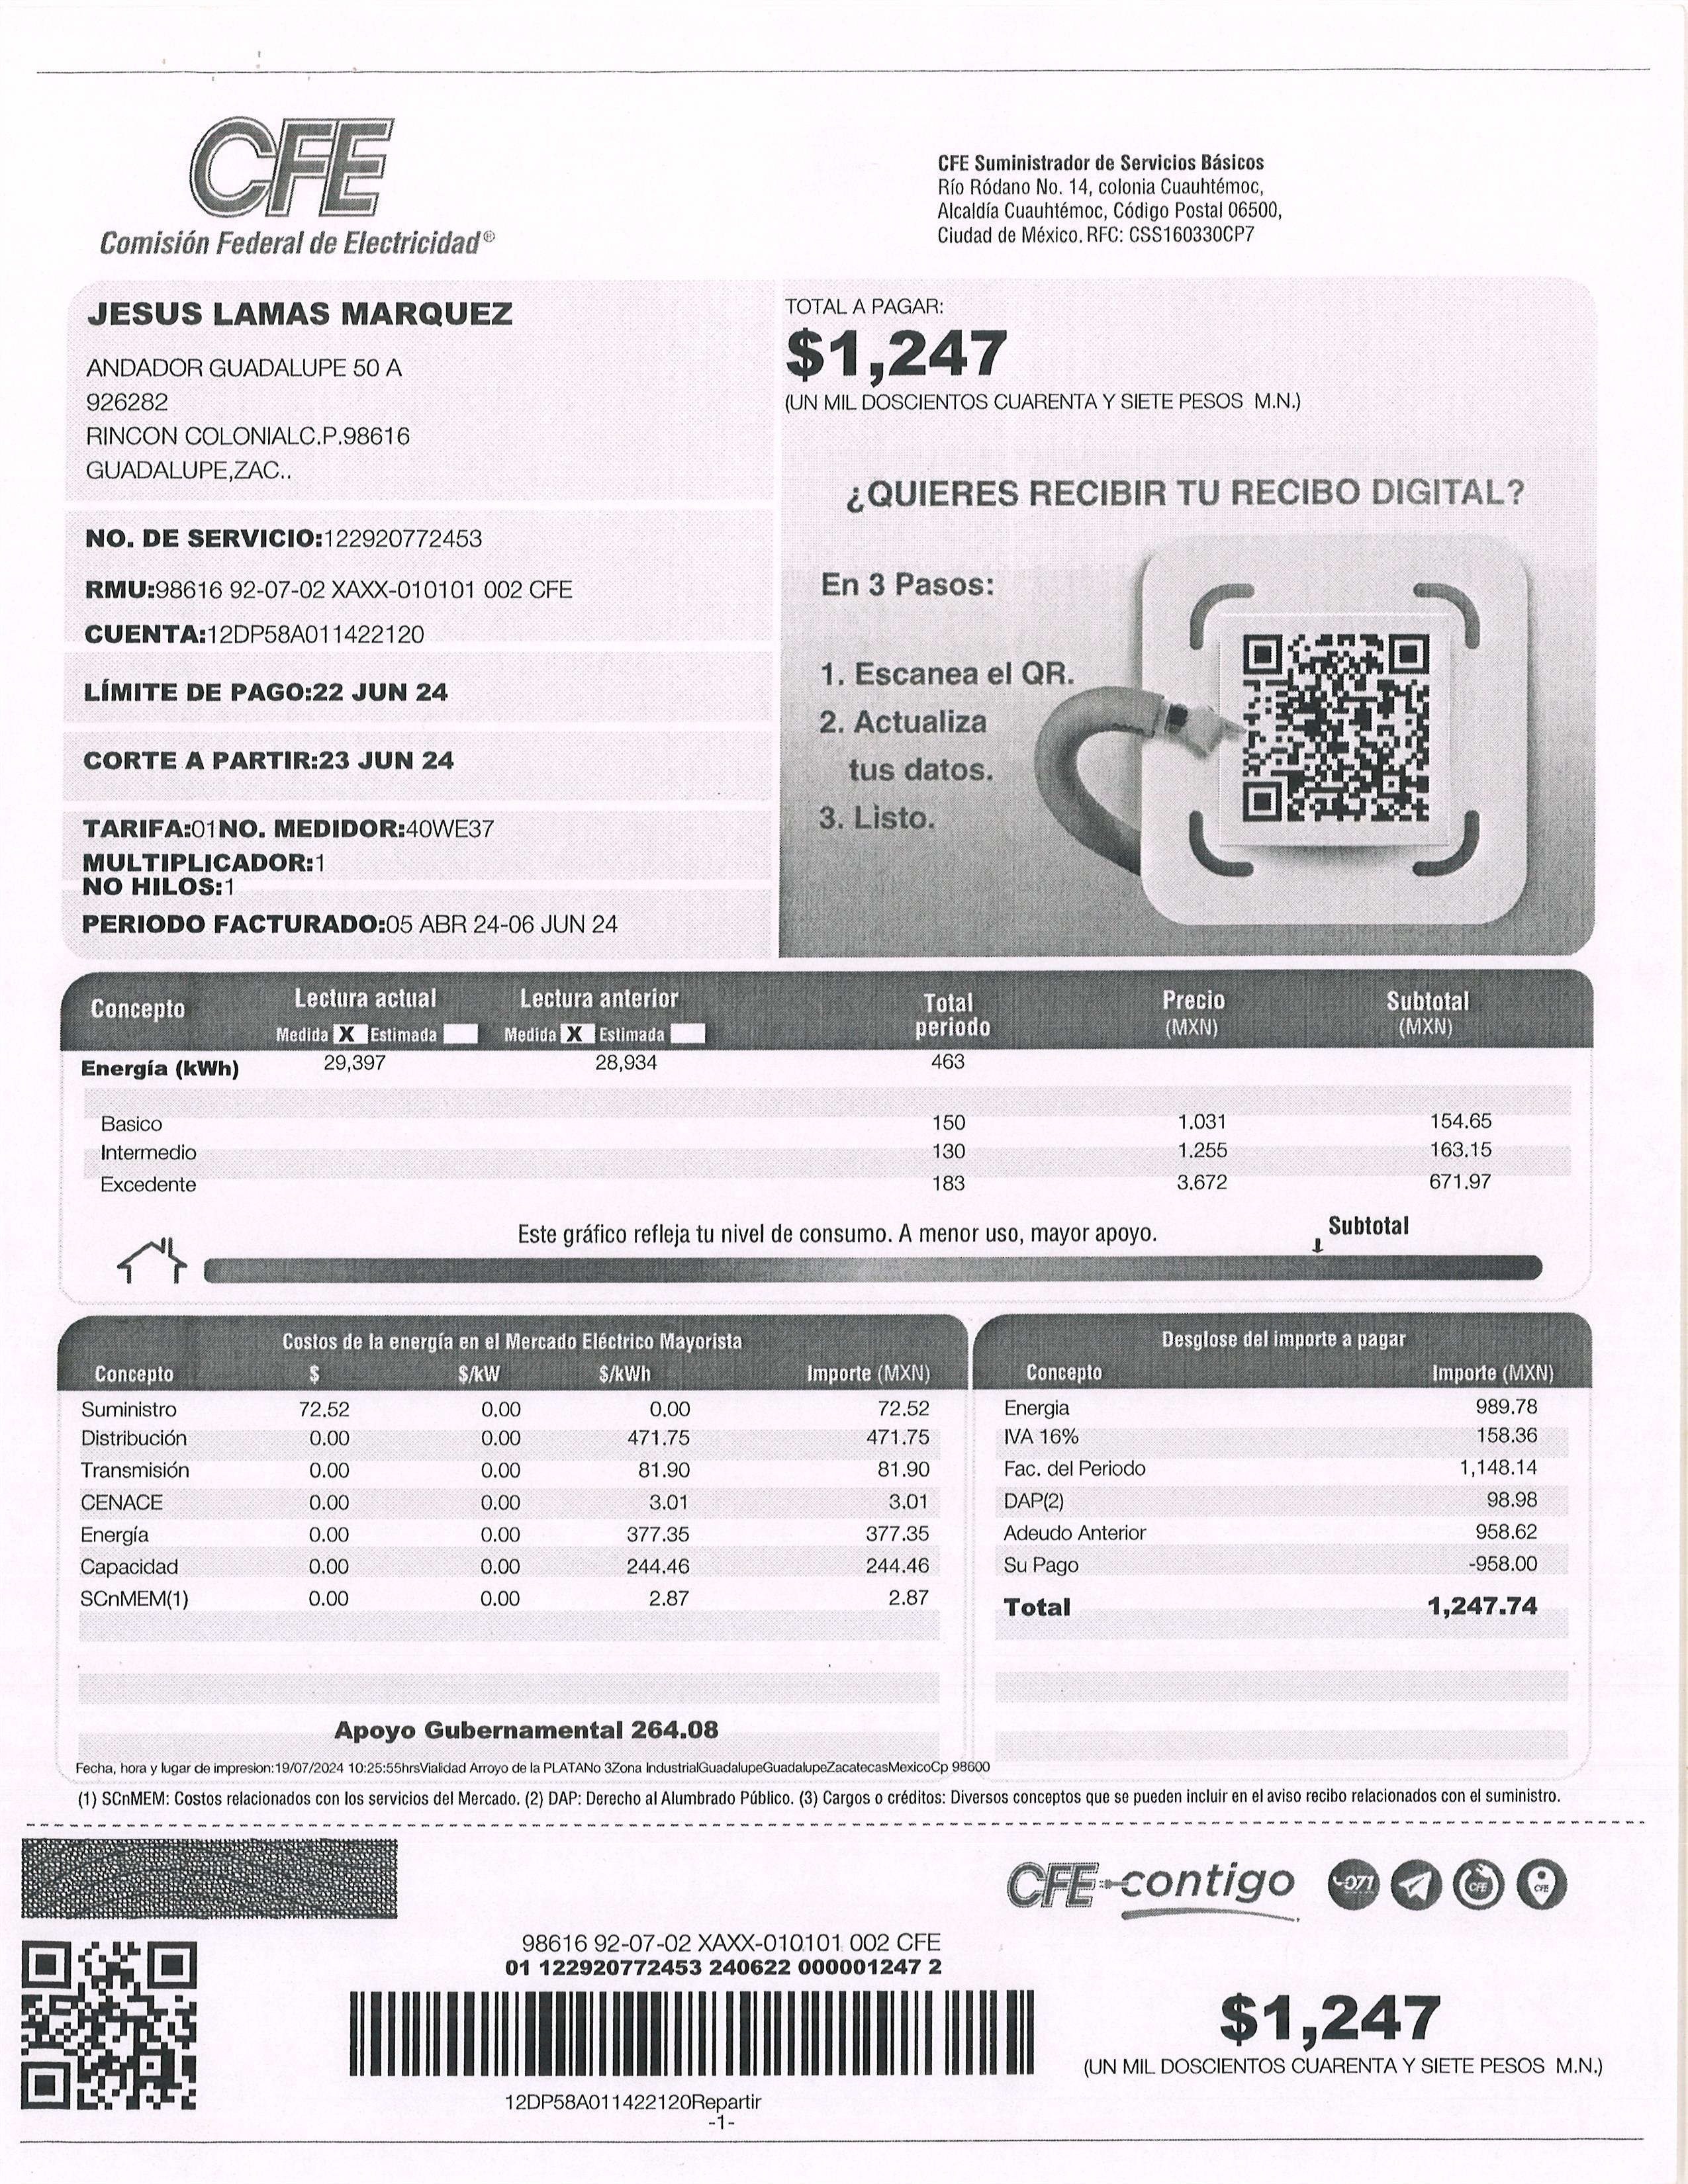 CFE
Comisión Federal de Electricidad®
CFE Suministrador de Servicios Básicos
Río Ródano No. 14, colonia Cuauhtémoc,
Alcaldía Cuauhtémoc, Código Postal 06500,
Ciudad de México. RFC: CSS160330CP7
JESUS LAMAS MARQUEZ
ANDADOR GUADALUPE 50 A
926282
RINCON COLONIALC.P.98616
GUADALUPE,ZAC..
NO. DE SERVICIO:122920772453
RMU:98616 92-07-02 XAXX-010101 002 CFE
CUENTA:12DP58A011422120
LÍMITE DE PAGO:22 JUN 24
CORTE A PARTIR:23 JUN 24
TARIFA:01NO. MEDIDOR:40WE37
MULTIPLICADOR:1
NO HILOS:1
PERIODO FACTURADO:05 ABR 24-06 JUN 24
TOTAL A PAGAR:
$1,247
(UN MIL DOSCIENTOS CUARENTA Y SIETE PESOS M.N.)
¿QUIERES RECIBIR TU RECIBO DIGITAL?
En 3 Pasos:
1. Escanea el QR.
2. Actualiza
tus datos.
3. Listo.
Concepto Lectura actual Lectura anterior Total periodo Precio (MXN) Subtotal (MXN)
Medida X Estimada Medida X Estimada
Energía (kWh) 29,397 28,934 463
Basico 150 1.031 154.65
Intermedio 130 1.255 163.15
Excedente 183 3.672 671.97
Este gráfico refleja tu nivel de consumo. A menor uso, mayor apoyo.
Subtotal
Costos de la energía en el Mercado Eléctrico Mayorista
Concepto $ $/kW $/kWh Importe (MXN)
Suministro 72.52 0.00 0.00 72.52
Distribución 0.00 0.00 471.75 471.75
Transmisión 0.00 0.00 81.90 81.90
CENACE 0.00 0.00 3.01 3.01
Energía 0.00 0.00 377.35 377.35
Capacidad 0.00 0.00 244.46 244.46
SCnMEM(1) 0.00 0.00 2.87 2.87
Apoyo Gubernamental 264.08
Desglose del importe a pagar
Concepto Importe (MXN)
Energia 989.78
IVA 16% 158.36
Fac. del Periodo 1,148.14
DAP(2) 98.98
Adeudo Anterior 958.62
Su Pago -958.00
Total 1,247.74
Fecha, hora y lugar de impresion:19/07/2024 10:25:55hrsVialidad Arroyo de la PLATANo 3Zona IndustrialGuadalupeGuadalupeZacatecasMexicoCp 98600
(1) SCnMEM: Costos relacionados con los servicios del Mercado. (2) DAP: Derecho al Alumbrado Público. (3) Cargos o créditos: Diversos conceptos que se pueden incluir en el aviso recibo relacionados con el suministro.
CFE contigo
071
CFE
CFE
98616 92-07-02 XAXX-010101 002 CFE
01 122920772453 240622 000001247 2
$1,247
(UN MIL DOSCIENTOS CUARENTA Y SIETE PESOS M.N.)
12DP58A011422120Repartir
-1-